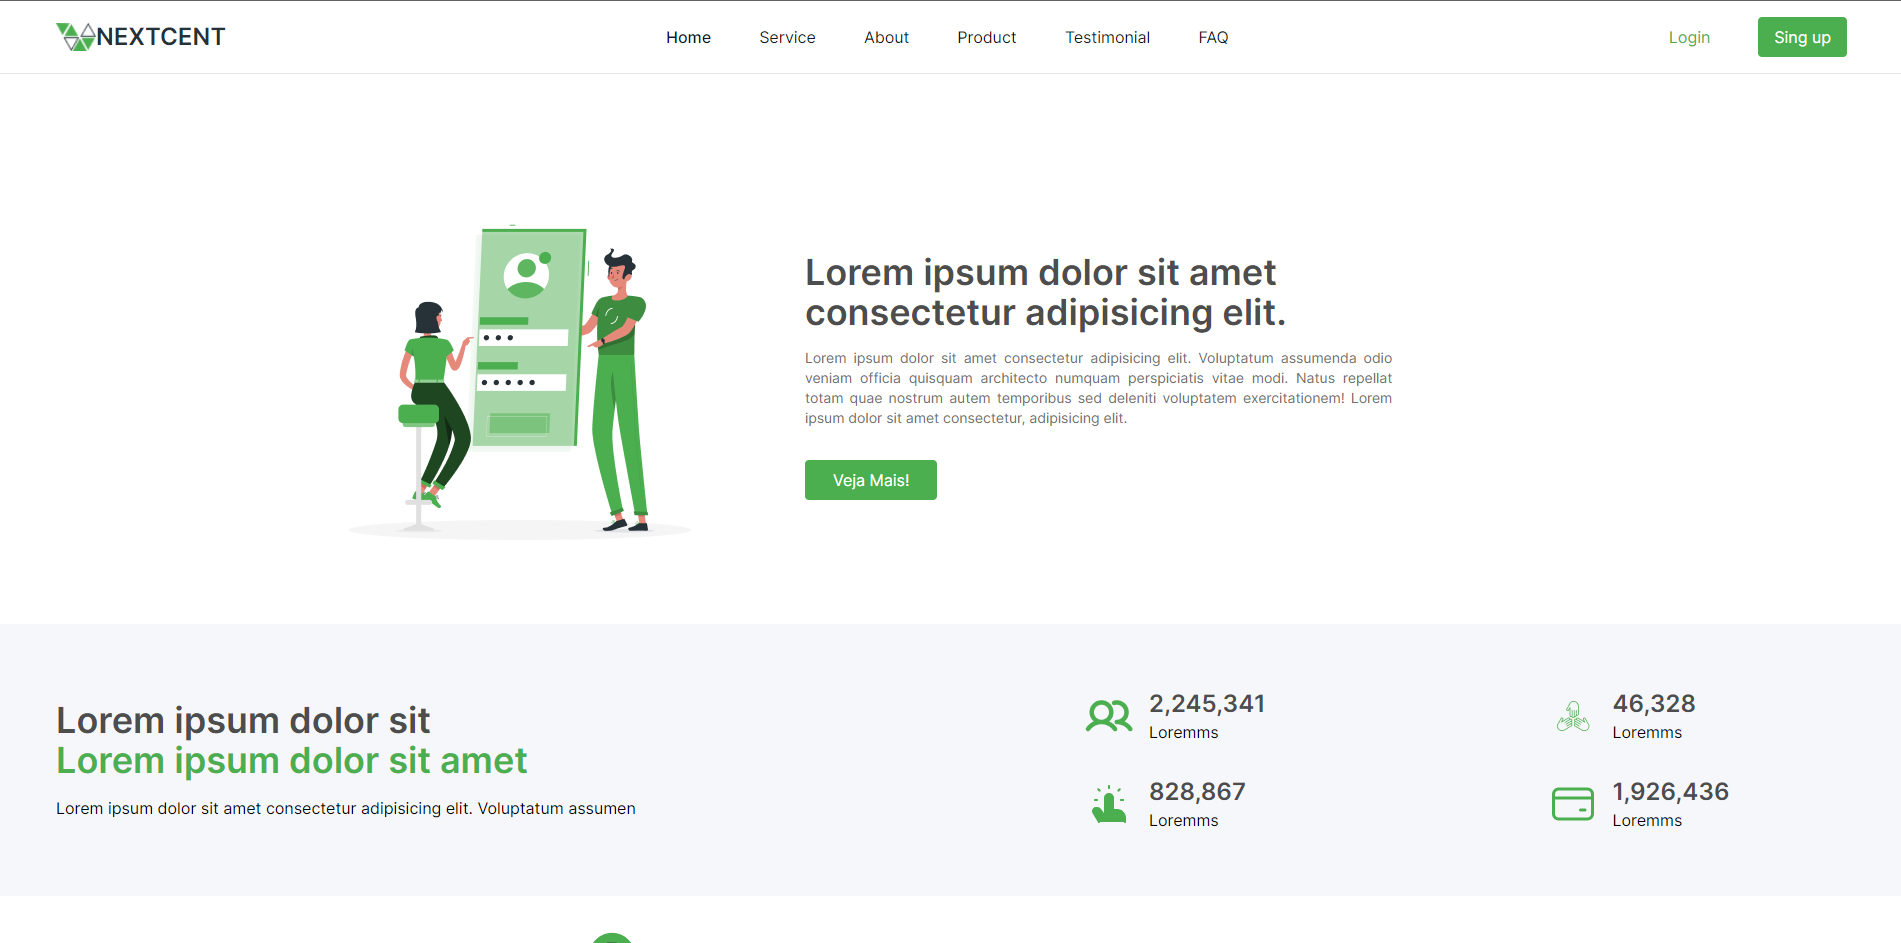 NEXTCENT
Home Service About Product Testimonial FAQ
Login Sing up
Lorem ipsum dolor sit amet
consectetur adipisicing elit.
Lorem ipsum dolor sit amet consectetur adipisicing elit. Voluptatum assumenda odio
veniam officia quisquam architecto numquam perspiciatis vitae modi. Natus repellat
totam quae nostrum autem temporibus sed deleniti voluptatem exercitationem! Lorem
ipsum dolor sit amet consectetur, adipisicing elit.
Veja Mais!
Lorem ipsum dolor sit
Lorem ipsum dolor sit amet
Lorem ipsum dolor sit amet consectetur adipisicing elit. Voluptatum assumen
2,245,341
Loremms
46,328
Loremms
828,867
Loremms
1,926,436
Loremms